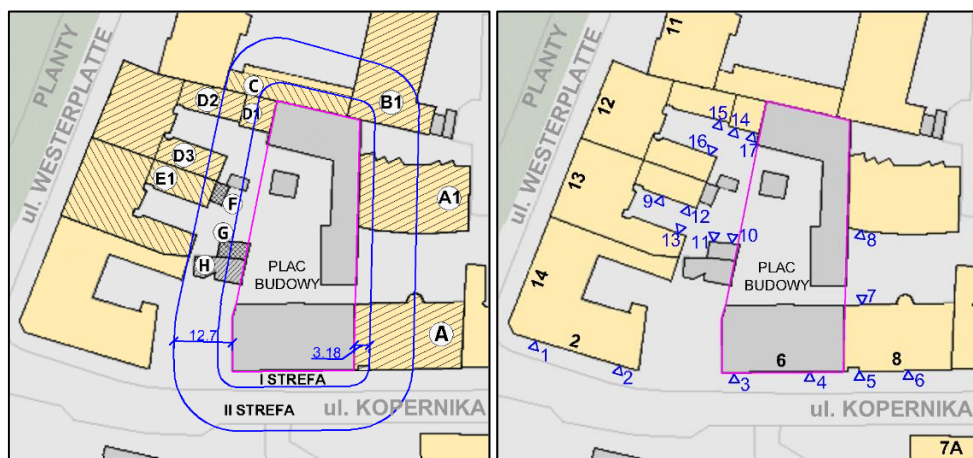 PLANTY
ul. WESTERPLATTE
C
D2
D1
B1
D3
E1
F
A1
G
H
PLAC
BUDOWY
12.7
3.18
A
I STREFA
II STREFA
ul. KOPERNIKA
PLANTY
ul. WESTERPLATTE
11
12
15
14
17
16
13
9
12
13
11
10
8
PLAC
BUDOWY
14
7
2
1
2
6
8
3
4
5
6
ul. KOPERNIKA
7A